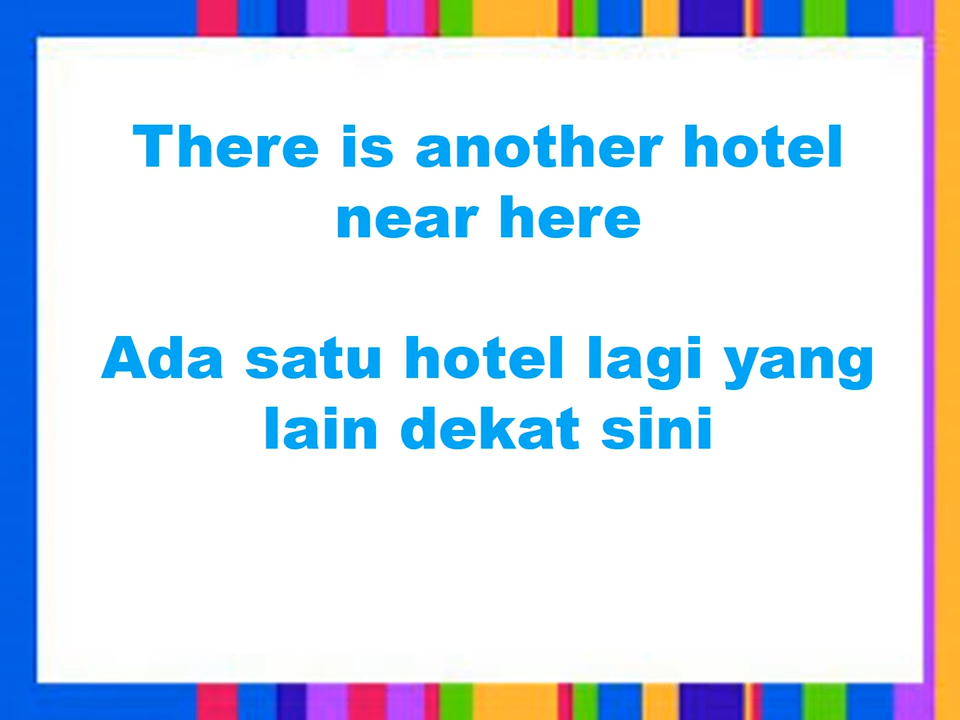 There is another hotel
near here
Ada satu hotel lagi yang
lain dekat sini